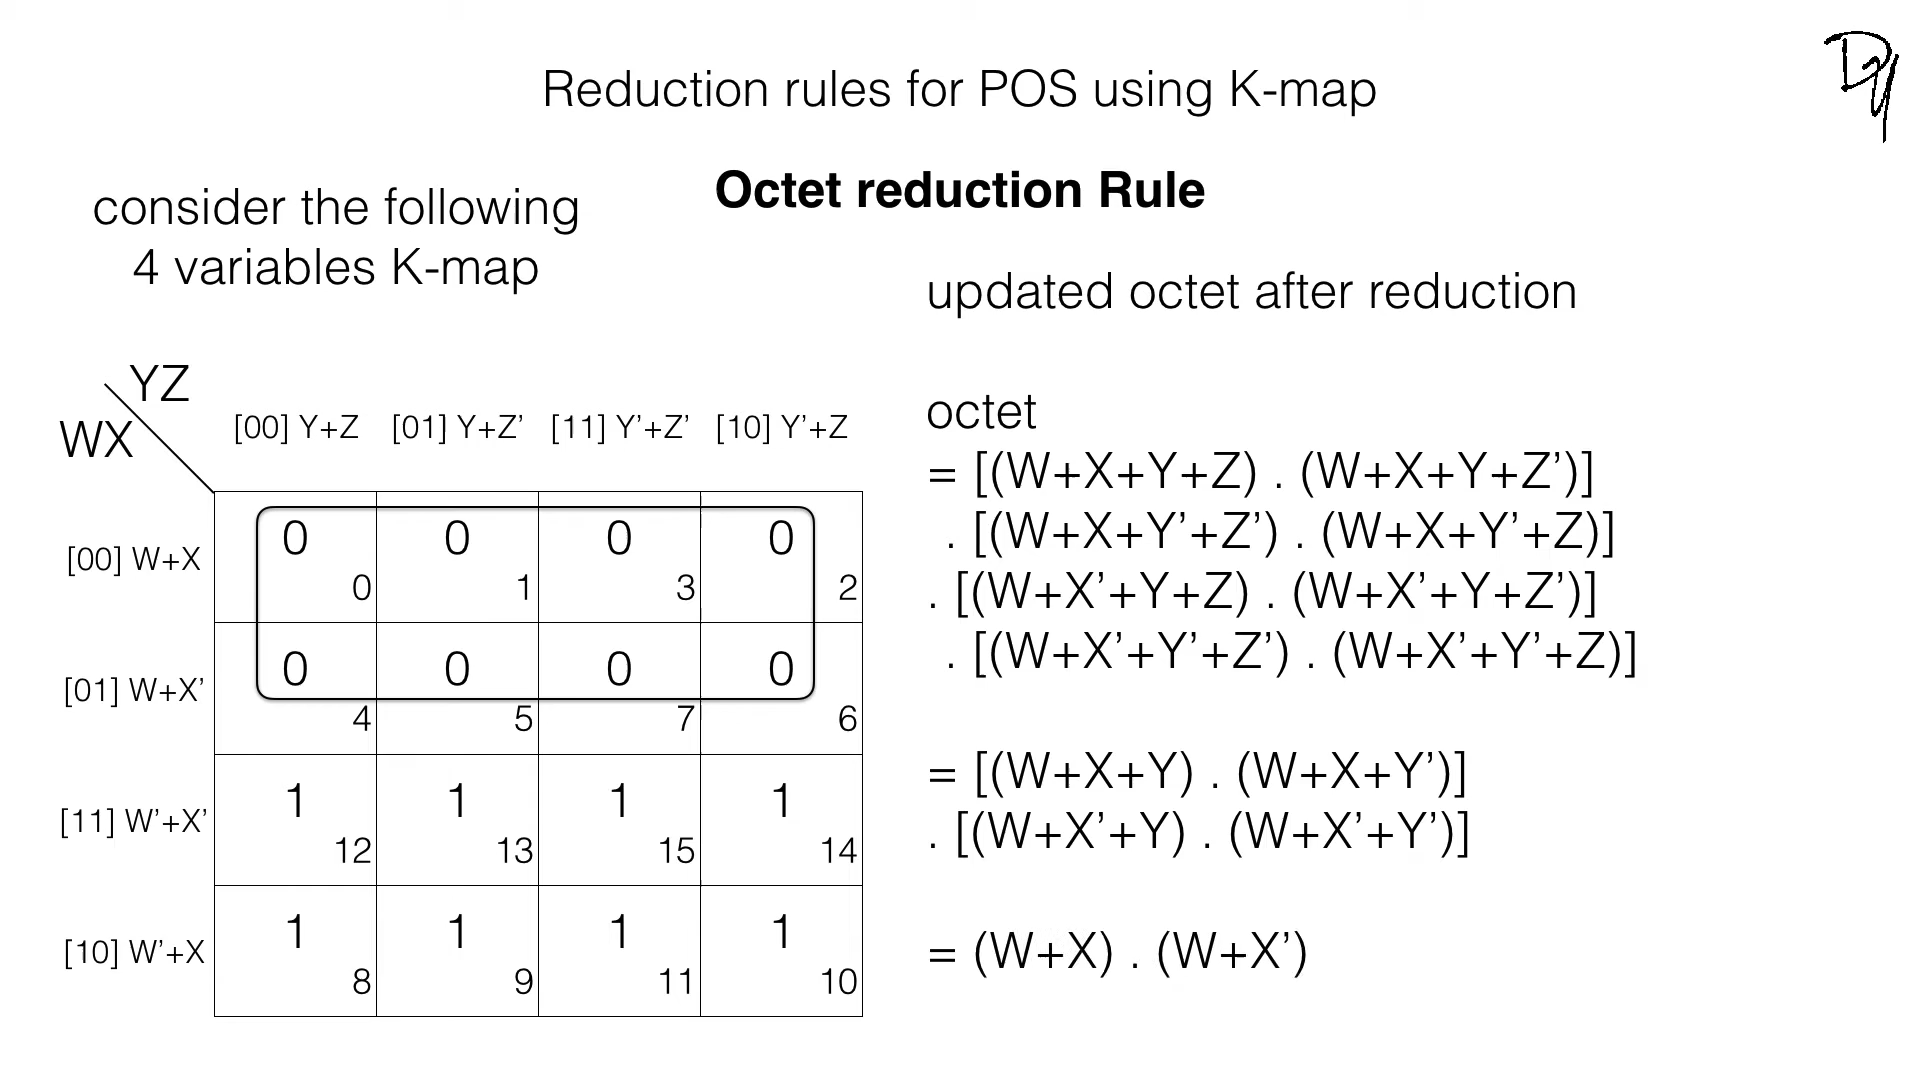 Reduction rules for POS using K-map
Octet reduction Rule
consider the following
4 variables K-map
YZ
WX
[00] Y+Z [01] Y+Z’ [11] Y’+Z’ [10] Y’+Z
[00] W+X
0 0 0 0
0 1 3 2
[01] W+X’
0 0 0 0
4 5 7 6
[11] W’+X’
1 1 1 1
12 13 15 14
[10] W’+X
1 1 1 1
8 9 11 10
updated octet after reduction
octet
= [(W+X+Y+Z) . (W+X+Y+Z’)]
. [(W+X+Y’+Z’) . (W+X+Y’+Z)]
. [(W+X’+Y+Z) . (W+X’+Y+Z’)]
. [(W+X’+Y’+Z’) . (W+X’+Y’+Z)]
= [(W+X+Y) . (W+X+Y’)]
. [(W+X’+Y) . (W+X’+Y’)]
= (W+X) . (W+X’)